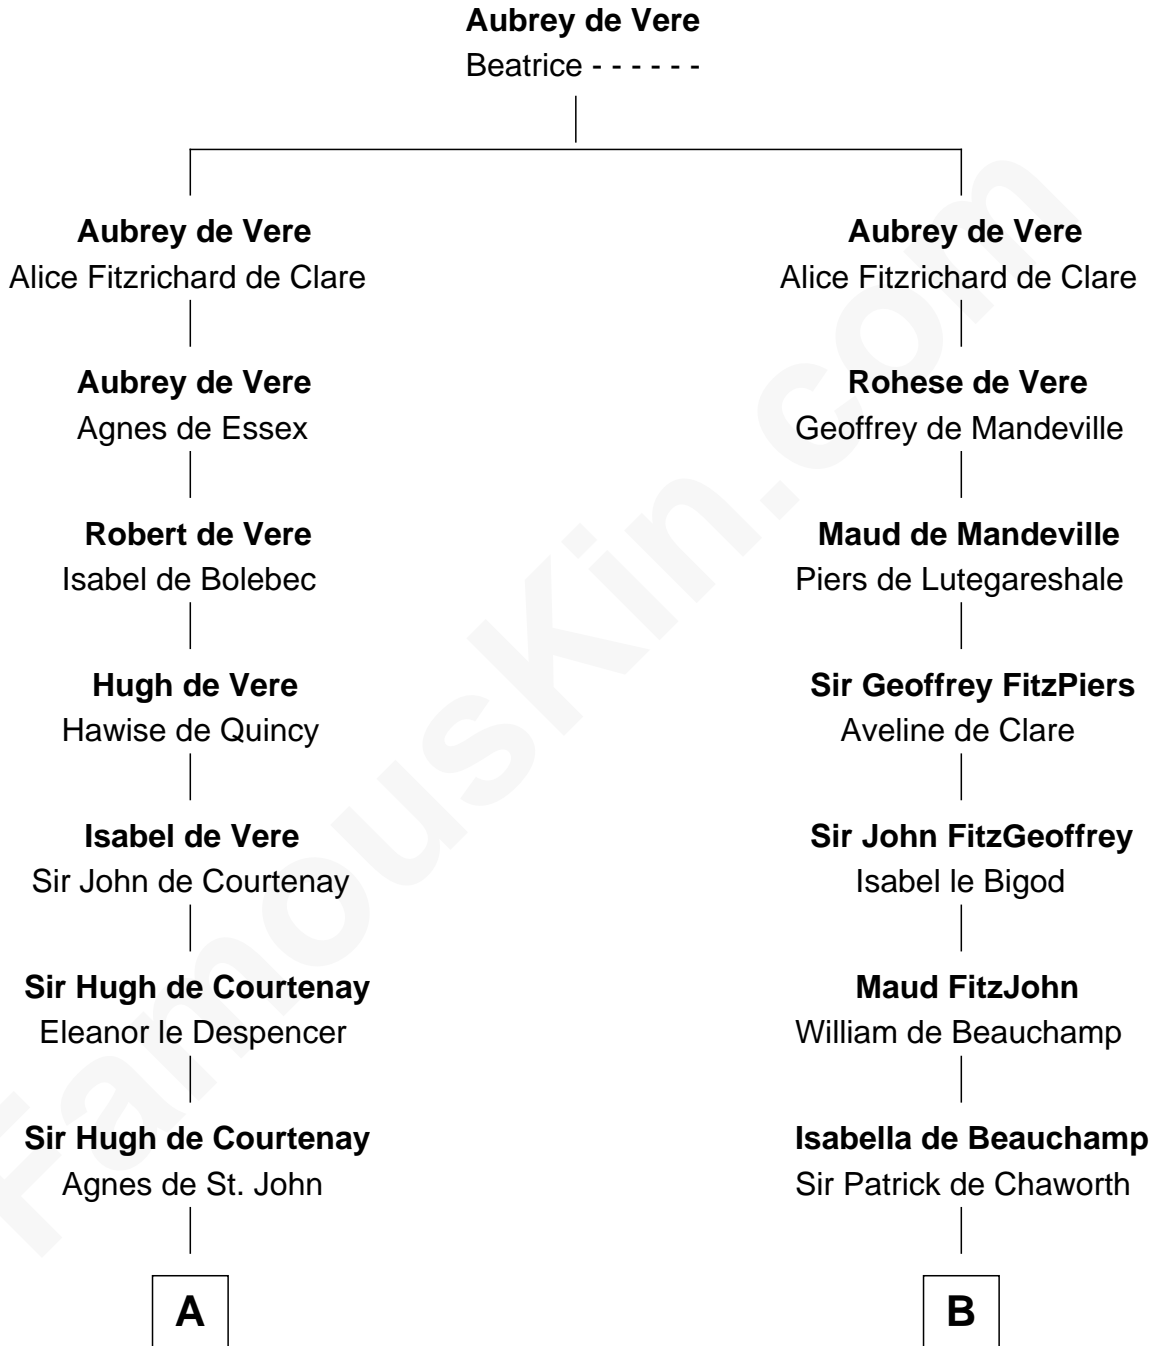 Aubrey de Vere
Beatrice - - - - - -
Aubrey de Vere
Alice Fitzrichard de Clare
Aubrey de Vere
Agnes de Essex
Robert de Vere
Isabel de Bolebec
Hugh de Vere
Hawise de Quincy
Isabel de Vere
Sir John de Courtenay
Sir Hugh de Courtenay
Eleanor le Despencer
Sir Hugh de Courtenay
Agnes de St. John
A
Aubrey de Vere
Alice Fitzrichard de Clare
Rohese de Vere
Geoffrey de Mandeville
Maud de Mandeville
Piers de Lutegareshale
Sir Geoffrey FitzPiers
Aveline de Clare
Sir John FitzGeoffrey
Isabel le Bigod
Maud FitzJohn
William de Beauchamp
Isabella de Beauchamp
Sir Patrick de Chaworth
B
FamousKin.com